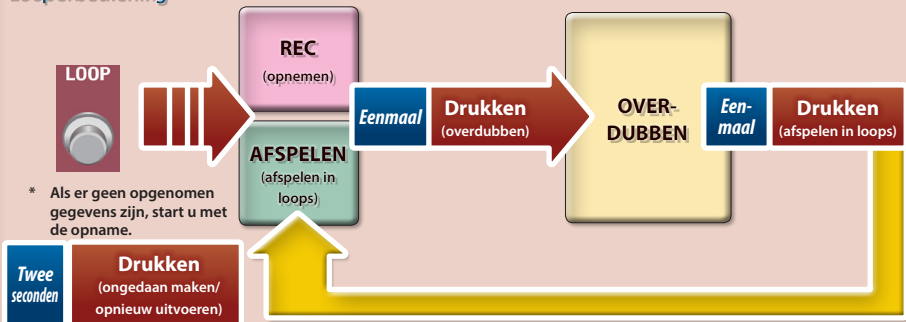 Looperbediening
LOOP
REC
(opnemen)
AFSPELEN
(afspelen in
loops)
Eenmaal
Drukken
(overdubben)
OVER-
DUBBEN
Een-
maal
Drukken
(afspelen in loops)
* Als er geen opgenomen
gegevens zijn, start u met
de opname.
Twee
seconden
Drukken
(ongedaan maken/
opnieuw uitvoeren)